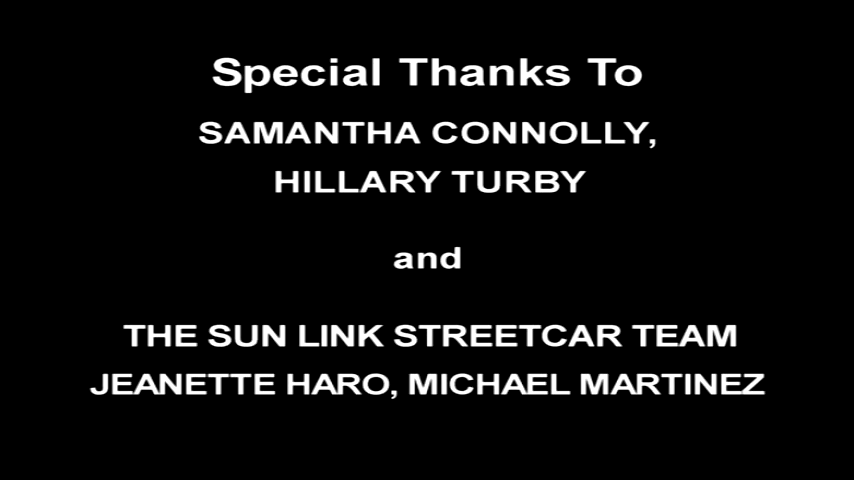 Special Thanks To
SAMANTHA CONNOLLY,
HILLARY TURBY
and
THE SUN LINK STREETCAR TEAM
JEANETTE HARO, MICHAEL MARTINEZ